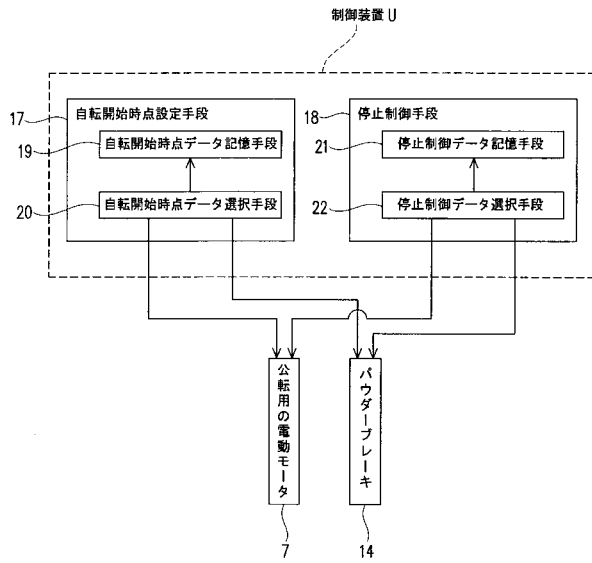 制御装置U
17
自転開始時点設定手段
19
自転開始時点データ記憶手段
20
自転開始時点データ選択手段
18
停止制御手段
21
停止制御データ記憶手段
22
停止制御データ選択手段
公転用の電動モータ
パウダーブレーキ
7
14